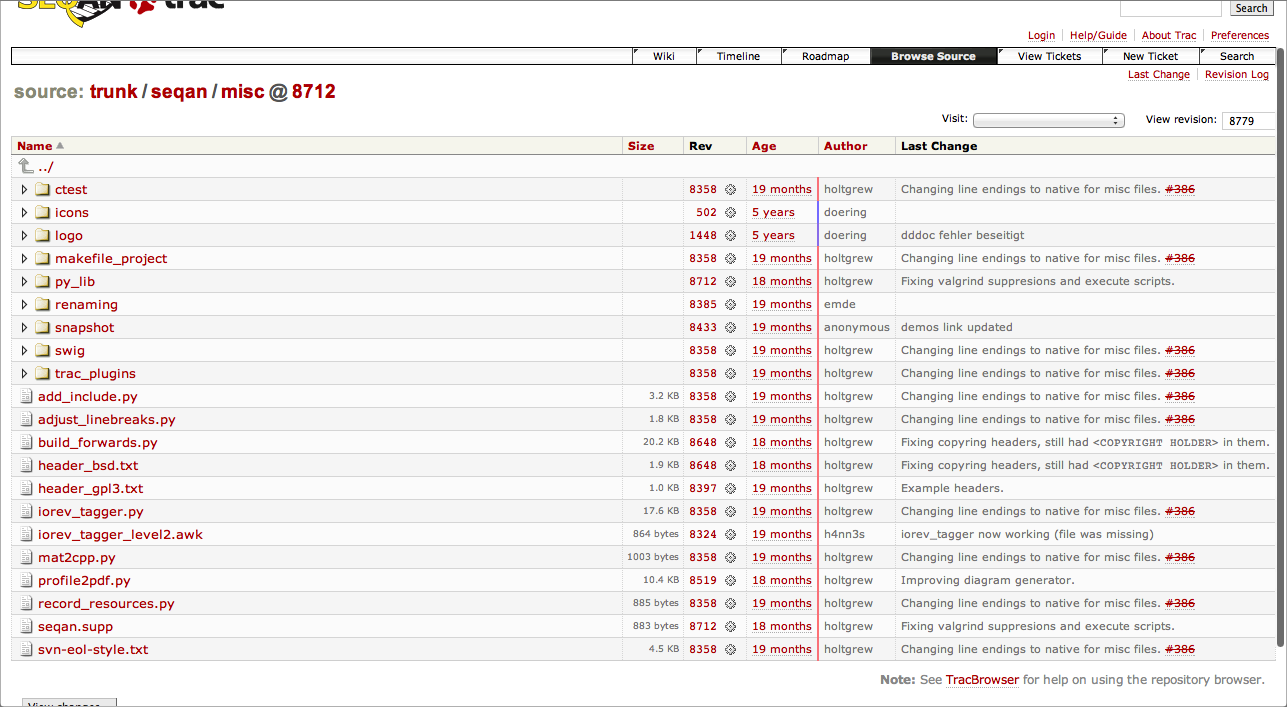 SEQAN trac
Search
Login Help/Guide About Trac Preferences
Wiki Timeline Roadmap Browse Source View Tickets New Ticket Search
Last Change Revision Log
source: trunk / seqan / misc @ 8712
Visit: View revision: 8779
Name Size Rev Age Author Last Change
../
ctest 8358 19 months holtgrew Changing line endings to native for misc files. #386
icons 502 5 years doering
logo 1448 5 years doering dddoc fehler beseitigt
makefile_project 8358 19 months holtgrew Changing line endings to native for misc files. #386
py_lib 8712 18 months holtgrew Fixing valgrind suppresions and execute scripts.
renaming 8385 19 months emde
snapshot 8433 19 months anonymous demos link updated
swig 8358 19 months holtgrew Changing line endings to native for misc files. #386
trac_plugins 8358 19 months holtgrew Changing line endings to native for misc files. #386
add_include.py 3.2 KB 8358 19 months holtgrew Changing line endings to native for misc files. #386
adjust_linebreaks.py 1.8 KB 8358 19 months holtgrew Changing line endings to native for misc files. #386
build_forwards.py 20.2 KB 8648 18 months holtgrew Fixing copyring headers, still had <COPYRIGHT HOLDER> in them.
header_bsd.txt 1.9 KB 8648 18 months holtgrew Fixing copyring headers, still had <COPYRIGHT HOLDER> in them.
header_gpl3.txt 1.0 KB 8397 19 months holtgrew Example headers.
iorev_tagger.py 17.6 KB 8358 19 months holtgrew Changing line endings to native for misc files. #386
iorev_tagger_level2.awk 864 bytes 8324 19 months h4nn3s iorev_tagger now working (file was missing)
mat2cpp.py 1003 bytes 8358 19 months holtgrew Changing line endings to native for misc files. #386
profile2pdf.py 10.4 KB 8519 18 months holtgrew Improving diagram generator.
record_resources.py 885 bytes 8358 19 months holtgrew Changing line endings to native for misc files. #386
seqan.supp 883 bytes 8712 18 months holtgrew Fixing valgrind suppresions and execute scripts.
svn-eol-style.txt 4.5 KB 8358 19 months holtgrew Changing line endings to native for misc files. #386
Note: See TracBrowser for help on using the repository browser.
View changes...